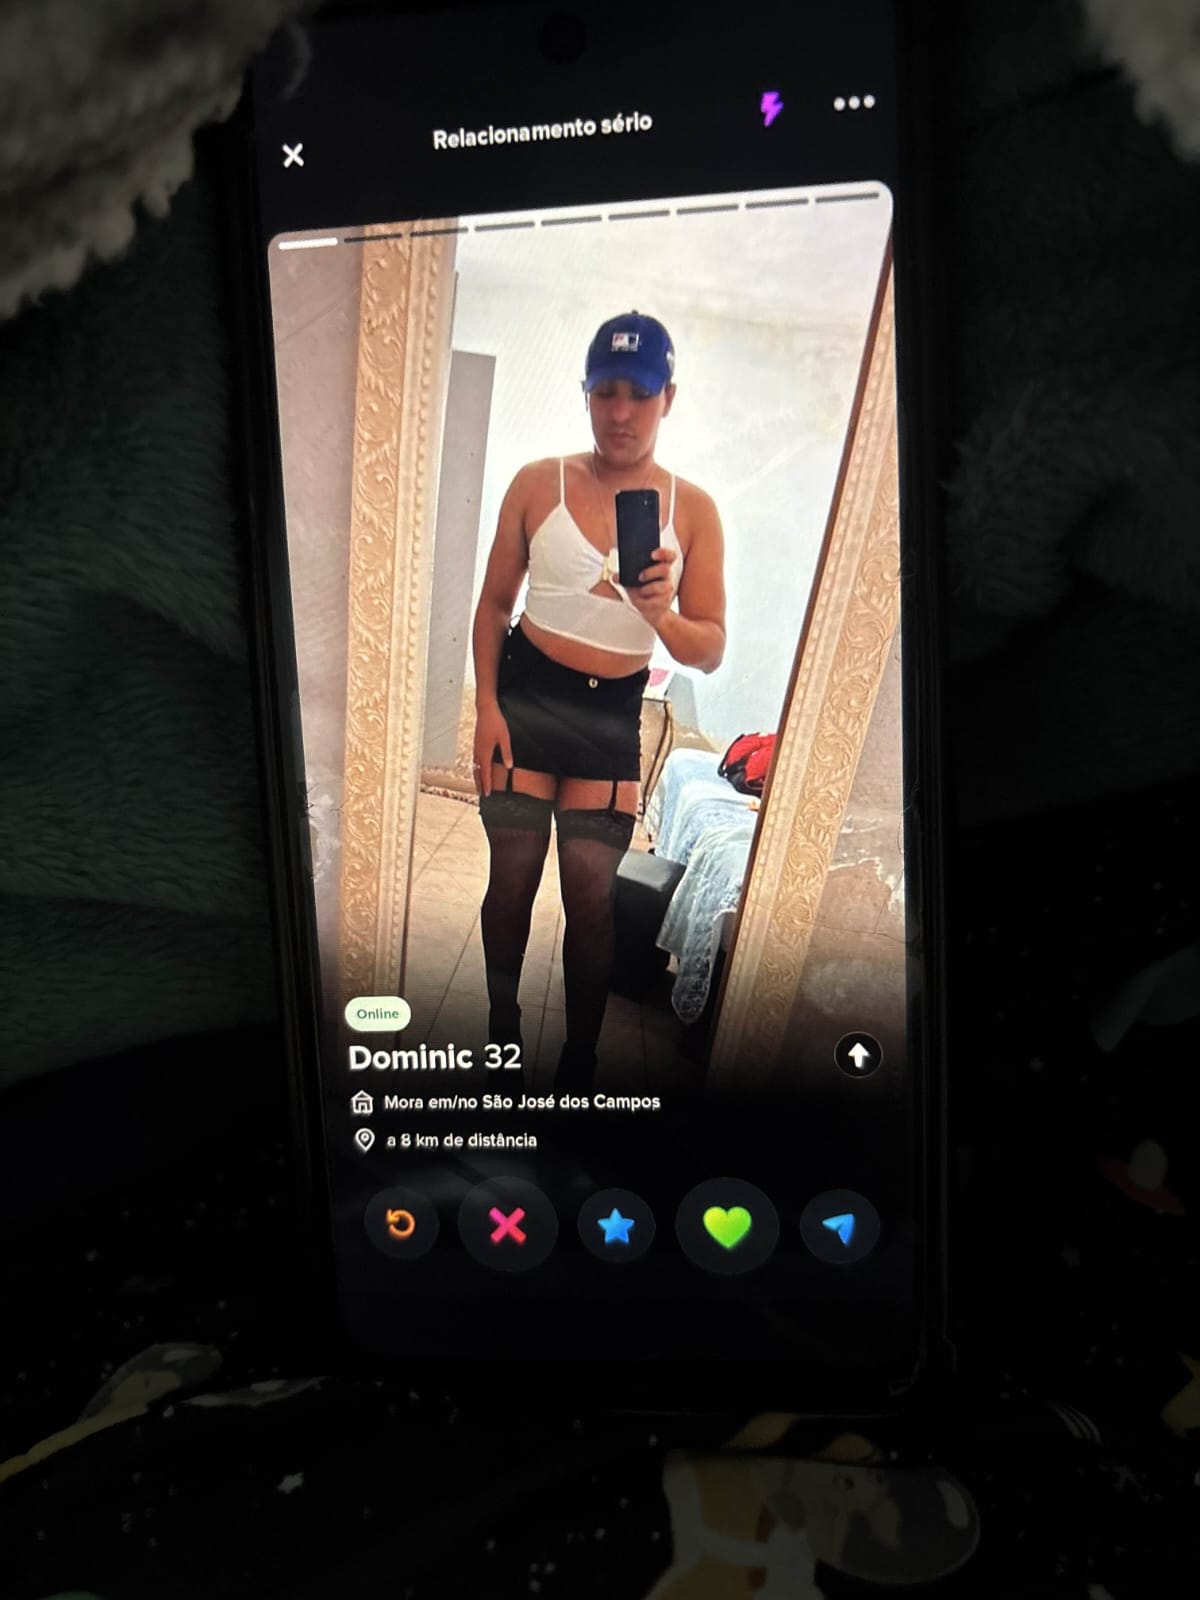 Relacionamento sério
Online
Dominic 32
Mora em/no São José dos Campos
a 8 km de distância